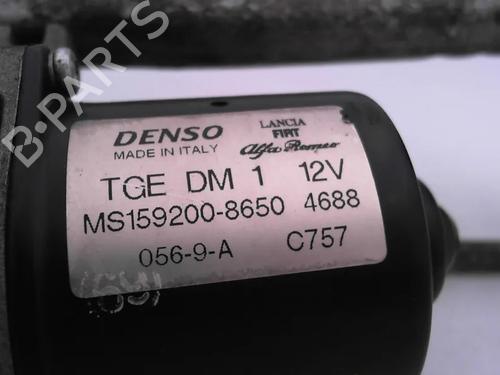 B-PARTS
DENSO
MADE IN ITALY
LANCIA
FIAT
Alfa Romeo
TGE DM 1 12V
MS159200-8650 4688
056-9-A C757